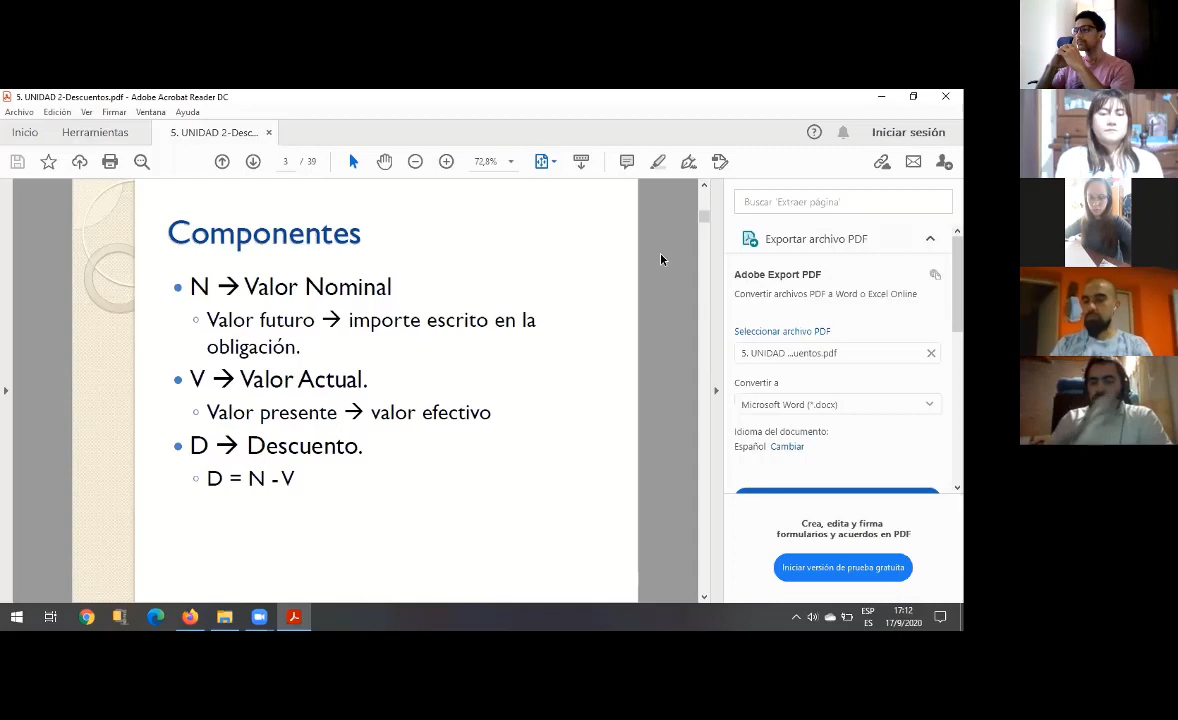 5. UNIDAD 2-Descuentos.pdf - Adobe Acrobat Reader DC
Archivo Edición Ver Firmar Ventana Ayuda
Inicio Herramientas 5. UNIDAD 2-Desc... × Iniciar sesión
3 / 39 72,8%
Componentes
• N → Valor Nominal
◦ Valor futuro → importe escrito en la
obligación.
• V → Valor Actual.
◦ Valor presente → valor efectivo
• D → Descuento.
◦ D = N - V
Buscar 'Extraer página'
Exportar archivo PDF
Adobe Export PDF
Convertir archivos PDF a Word o Excel Online
Seleccionar archivo PDF
5. UNIDAD ...uentos.pdf
Convertir a
Microsoft Word (*.docx)
Idioma del documento:
Español Cambiar
Crea, edita y firma
formularios y acuerdos en PDF
Iniciar versión de prueba gratuita
ESP
ES
17:12
17/9/2020